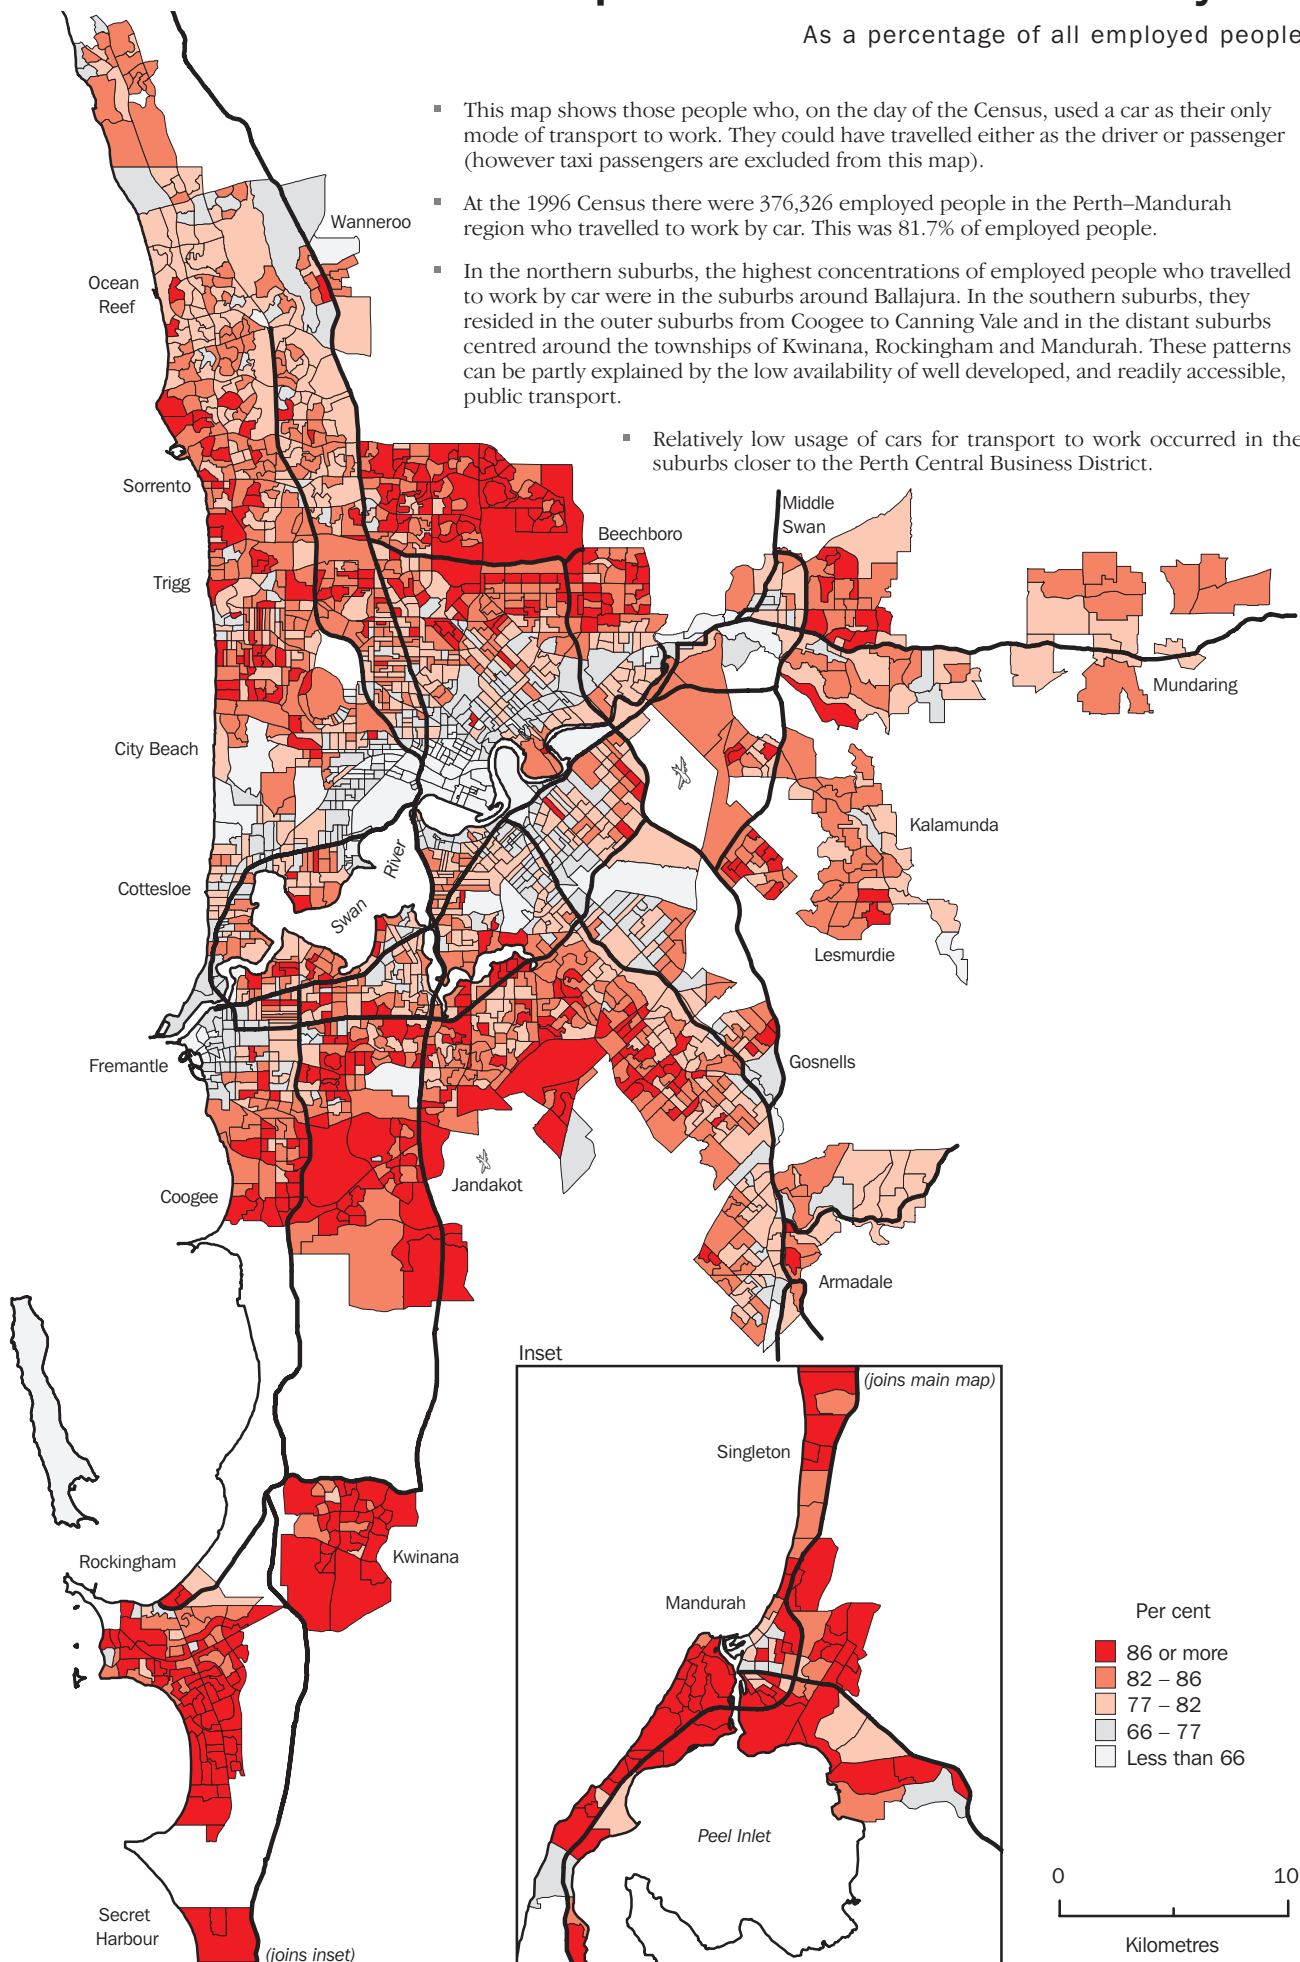 As a percentage of all employed people
This map shows those people who, on the day of the Census, used a car as their only
mode of transport to work. They could have travelled either as the driver or passenger
(however taxi passengers are excluded from this map).
At the 1996 Census there were 376,326 employed people in the Perth–Mandurah
region who travelled to work by car. This was 81.7% of employed people.
In the northern suburbs, the highest concentrations of employed people who travelled
to work by car were in the suburbs around Ballajura. In the southern suburbs, they
resided in the outer suburbs from Coogee to Canning Vale and in the distant suburbs
centred around the townships of Kwinana, Rockingham and Mandurah. These patterns
can be partly explained by the low availability of well developed, and readily accessible,
public transport.
Relatively low usage of cars for transport to work occurred in the
suburbs closer to the Perth Central Business District.
Wanneroo
Ocean
Reef
Sorrento
Middle
Swan
Beechboro
Trigg
Mundaring
City Beach
Kalamunda
River
Swan
Cottesloe
Lesmurdie
Fremantle
Gosnells
Jandakot
Coogee
Armadale
Inset
(joins main map)
Singleton
Rockingham
Kwinana
Mandurah
Per cent
86 or more
82 – 86
77 – 82
66 – 77
Less than 66
Peel Inlet
0
10
Kilometres
Secret
Harbour
(joins inset)